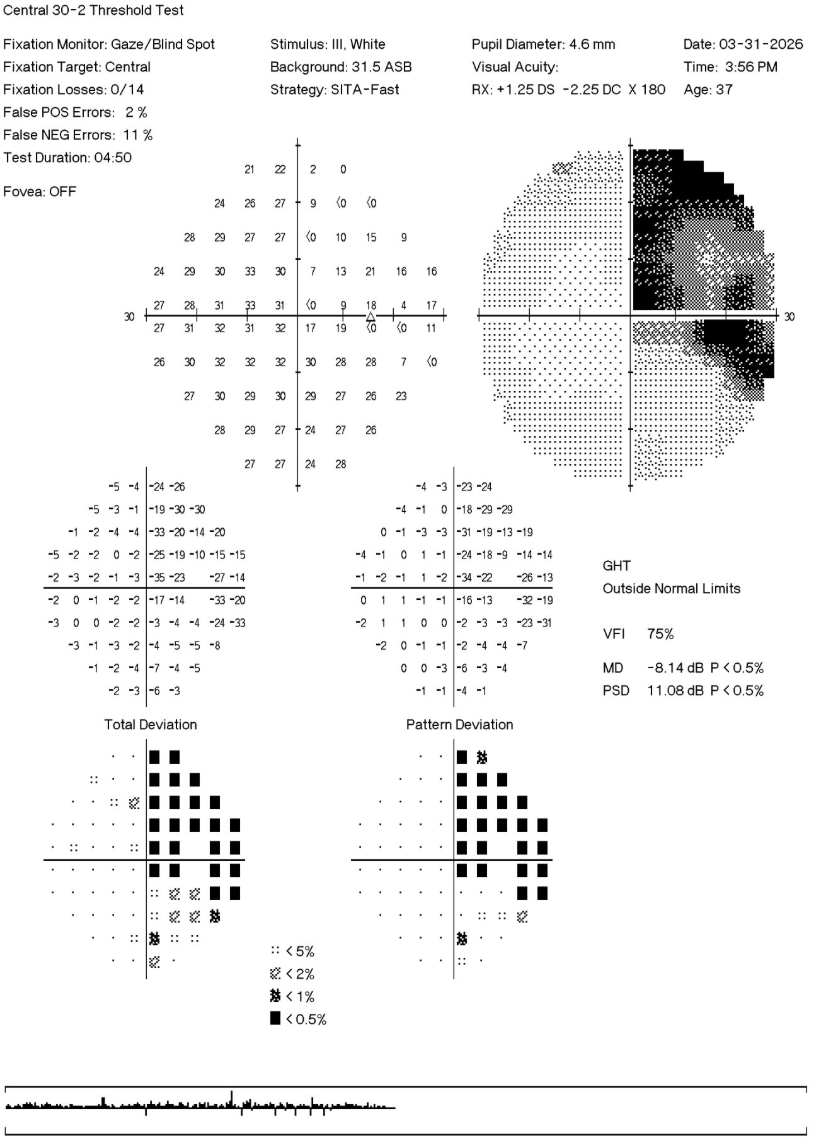 Central 30-2 Threshold Test
Fixation Monitor: Gaze/Blind Spot Stimulus: III, White Pupil Diameter: 4.6 mm Date: 03-31-2026
Fixation Target: Central Background: 31.5 ASB Visual Acuity: Time: 3:56 PM
Fixation Losses: 0/14 Strategy: SITA-Fast RX: +1.25 DS -2.25 DC X 180 Age: 37
False POS Errors: 2 %
False NEG Errors: 11 %
Test Duration: 04:50
Fovea: OFF
21 22 2 0
24 26 27 9 <0 <0
28 29 27 27 <0 10 15 9
24 29 30 33 30 7 13 21 16 16
27 28 31 33 31 <0 9 18 4 17
30 30
27 31 32 31 32 17 19 <0 <0 11
26 30 32 32 32 30 28 28 7 <0
27 30 29 30 29 27 26 23
28 29 27 24 27 26
27 27 24 28
-5 -4 -24 -26 -4 -3 -23 -24
-5 -3 -1 -19 -30 -30 -4 -1 0 -18 -29 -29
-1 -2 -4 -4 -33 -20 -14 -20 0 -1 -3 -3 -31 -19 -13 -19
-5 -2 -2 0 -2 -25 -19 -10 -15 -15 -4 -1 0 1 -1 -24 -18 -9 -14 -14
-2 -3 -2 -1 -3 -35 -23 -27 -14 -1 -2 -1 1 -2 -34 -22 -26 -13
-2 0 -1 -2 -2 -17 -14 -33 -20 0 1 1 -1 -1 -16 -13 -32 -19
-3 0 0 -2 -2 -3 -4 -4 -24 -33 -2 1 1 0 0 -2 -3 -3 -23 -31
-3 -1 -3 -2 -4 -5 -5 -8 -2 0 -1 -1 -2 -4 -4 -7
-1 -2 -4 -7 -4 -5 0 0 -3 -6 -3 -4
-2 -3 -6 -3 -1 -1 -4 -1
GHT
Outside Normal Limits
VFI 75%
MD -8.14 dB P < 0.5%
PSD 11.08 dB P < 0.5%
Total Deviation Pattern Deviation
< 5%
< 2%
< 1%
< 0.5%